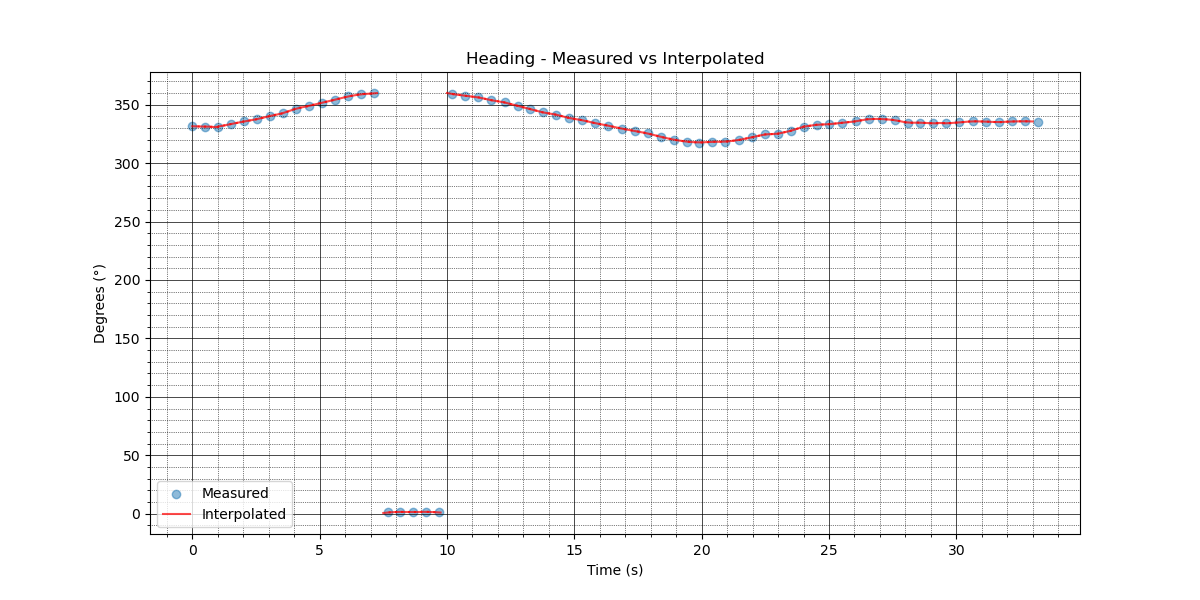 Heading - Measured vs Interpolated
Degrees (°)
350
300
250
200
150
100
50
0
Measured
Interpolated
0 5 10 15 20 25 30
Time (s)